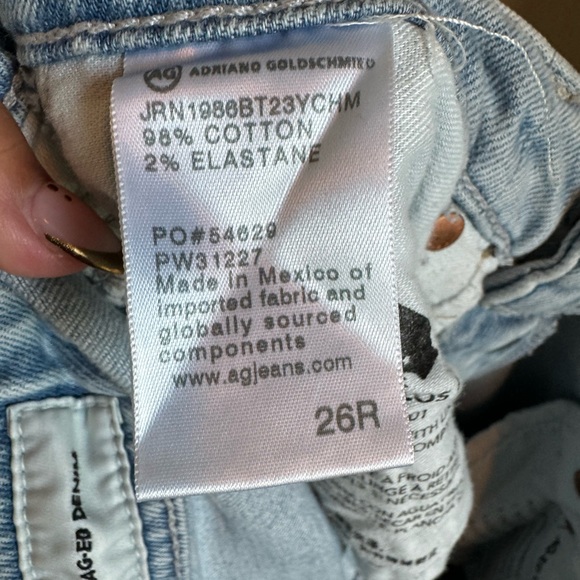 AG ADRIANO GOLDSCHMIED
JRN1986BT23YCHM
98% COTTON
2% ELASTANE
PO#54629
PW31227
Made in Mexico of
imported fabric and
globally sourced
components
www.agjeans.com
26R
AG-ED DENIM
A FROID